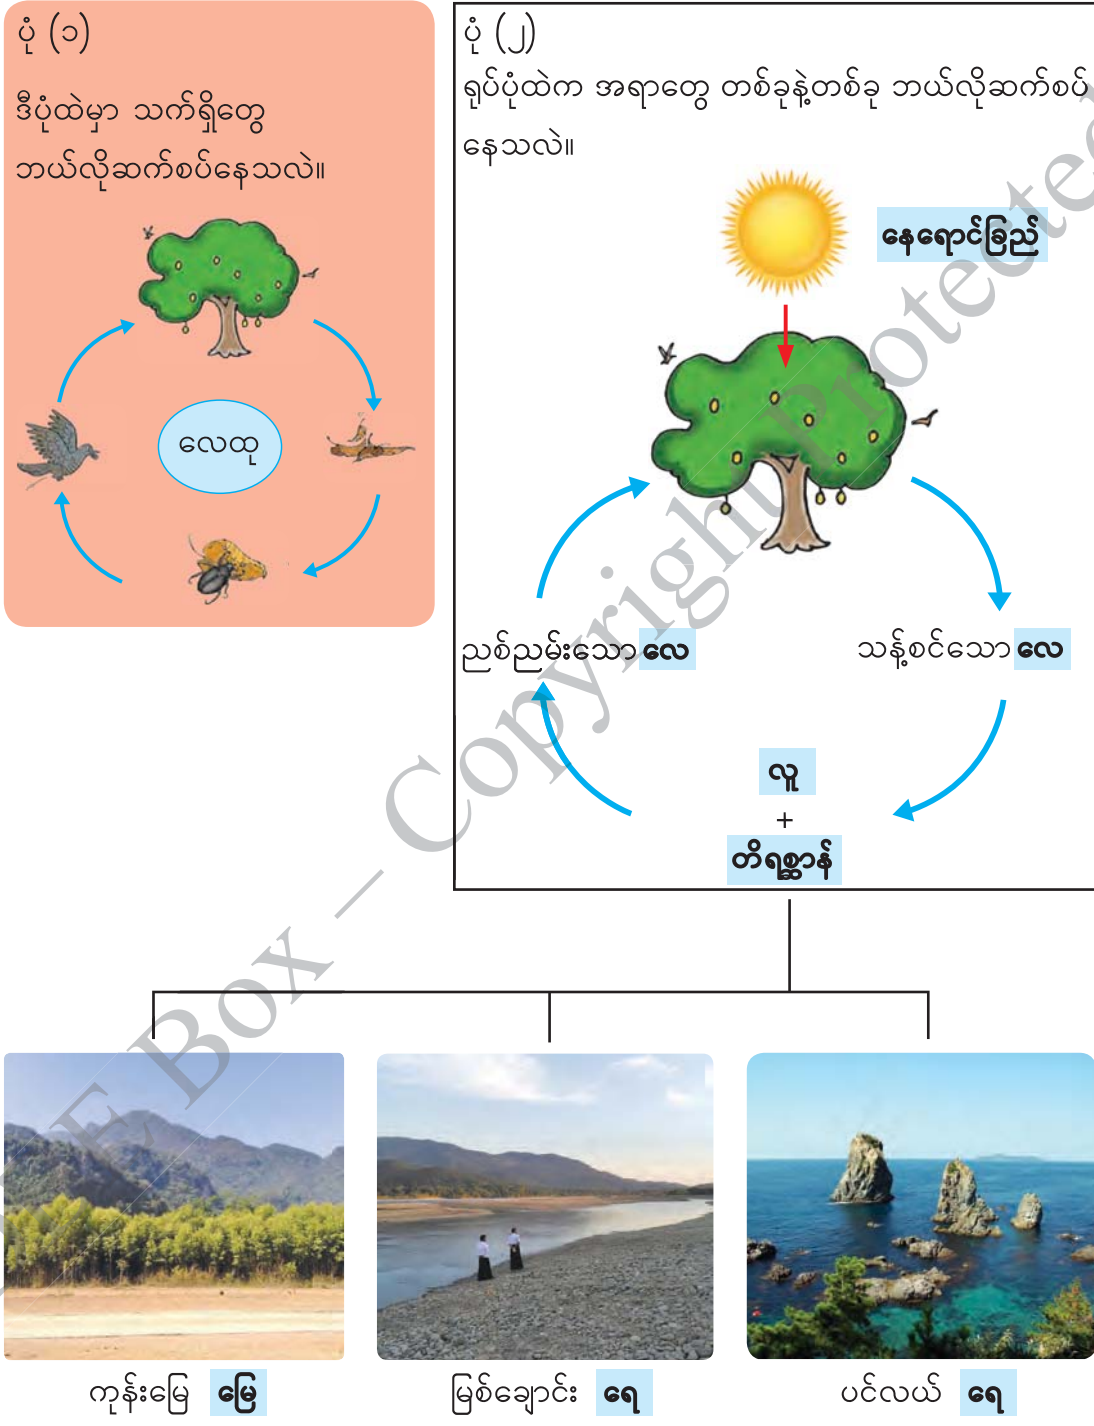 ပုံ (၁)
ဒီပုံထဲမှာ သက်ရှိတွေ
ဘယ်လိုဆက်စပ်နေသလဲ။
လေထု
ပုံ (၂)
ရုပ်ပုံထဲက အရာတွေ တစ်ခုနဲ့တစ်ခု ဘယ်လိုဆက်စပ်
နေသလဲ။
နေရောင်ခြည်
ညစ်ညမ်းသော လေ
သန့်စင်သော လေ
လူ
+
တိရစ္ဆာန်
ကုန်းမြေ မြေ
မြစ်ချောင်း ရေ
ပင်လယ် ရေ
E Box – Copyright Protected